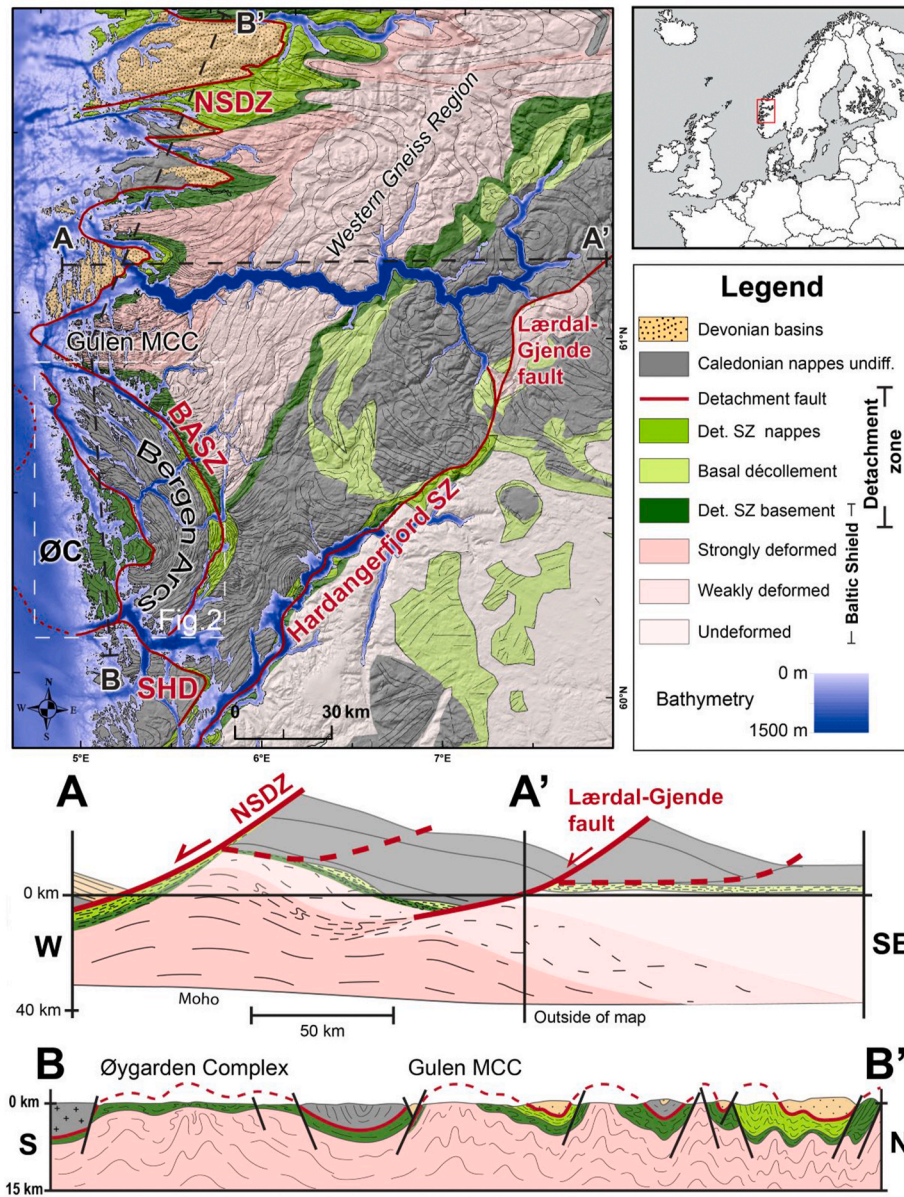 B'
NSDZ
Western Gneiss Region
A
A'
Gulen MCC
Lærdal-
Gjende
fault
61°N
BASZ
Bergen Arcs
ØC
Hardangerfjord SZ
Fig.2
B
SHD
N
W
E
S
0
30 km
60°N
5°E
6°E
7°E
Legend
Devonian basins
Caledonian nappes undiff.
Detachment fault
Det. SZ nappes
Basal décollement
Det. SZ basement
Strongly deformed
Weakly deformed
Undeformed
Detachment
zone
Baltic Shield
Bathymetry
0 m
1500 m
A
NSDZ
A'
Lærdal-Gjende
fault
0 km
W
SE
Moho
40 km
50 km
Outside of map
B
Øygarden Complex
Gulen MCC
B'
0 km
S
N
15 km